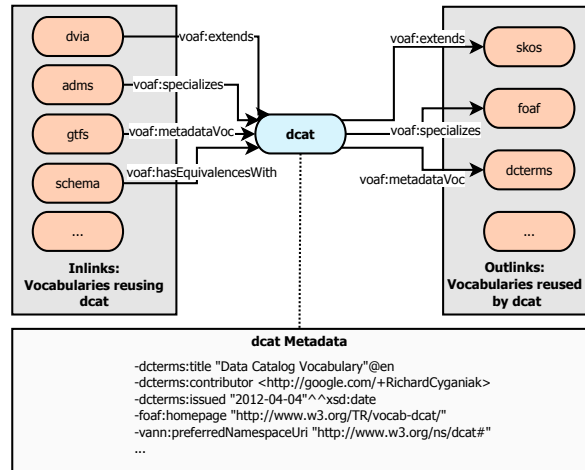 dvia
voaf:extends
voaf:extends
skos
adms
voaf:specializes
foaf
gtfs
voaf:metadataVoc
dcat
voaf:specializes
schema
voaf:hasEquivalencesWith
voaf:metadataVoc
dcterms
...
...
Inlinks:
Vocabularies reusing
dcat
Outlinks:
Vocabularies reused
by dcat
dcat Metadata
-dcterms:title "Data Catalog Vocabulary"@en
-dcterms:contributor <http://google.com/+RichardCyganiak>
-dcterms:issued "2012-04-04"^^xsd:date
-foaf:homepage "http://www.w3.org/TR/vocab-dcat/"
-vann:preferredNamespaceUri "http://www.w3.org/ns/dcat#"
...